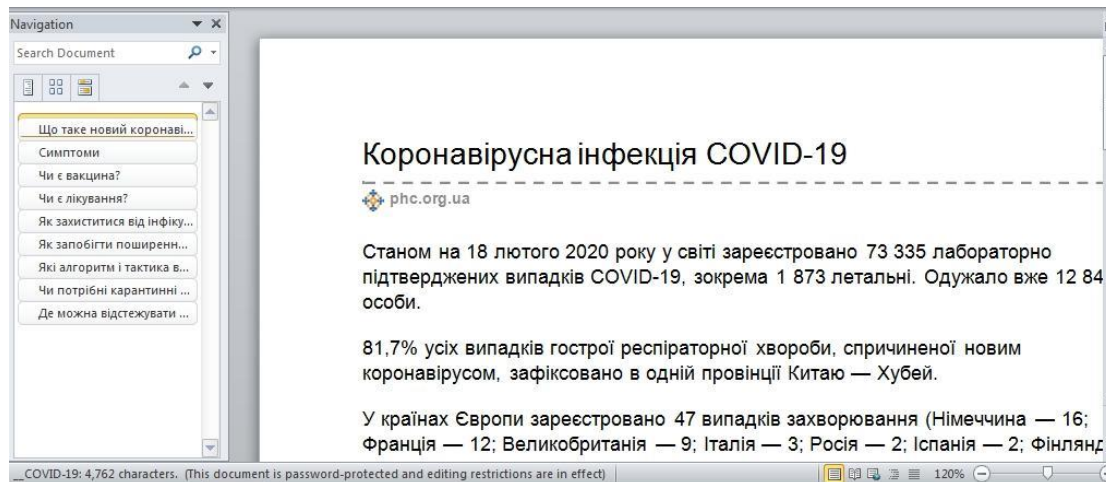 Navigation
Search Document
Що таке новий коронаві...
Симптоми
Чи є вакцина?
Чи є лікування?
Як захиститися від інфіку...
Як запобігти поширенн...
Які алгоритм і тактика в...
Чи потрібні карантинні ...
Де можна відстежувати ...
Коронавірусна інфекція COVID-19
phc.org.ua
Станом на 18 лютого 2020 року у світі зареєстровано 73 335 лабораторно
підтверджених випадків COVID-19, зокрема 1 873 летальні. Одужало вже 12 84
особи.
81,7% усіх випадків гострої респіраторної хвороби, спричиненої новим
коронавірусом, зафіксовано в одній провінції Китаю — Хубей.
У країнах Європи зареєстровано 47 випадків захворювання (Німеччина — 16;
Франція — 12; Великобританія — 9; Італія — 3; Росія — 2; Іспанія — 2; Фінлянд
__COVID-19: 4,762 characters. (This document is password-protected and editing restrictions are in effect)
120%